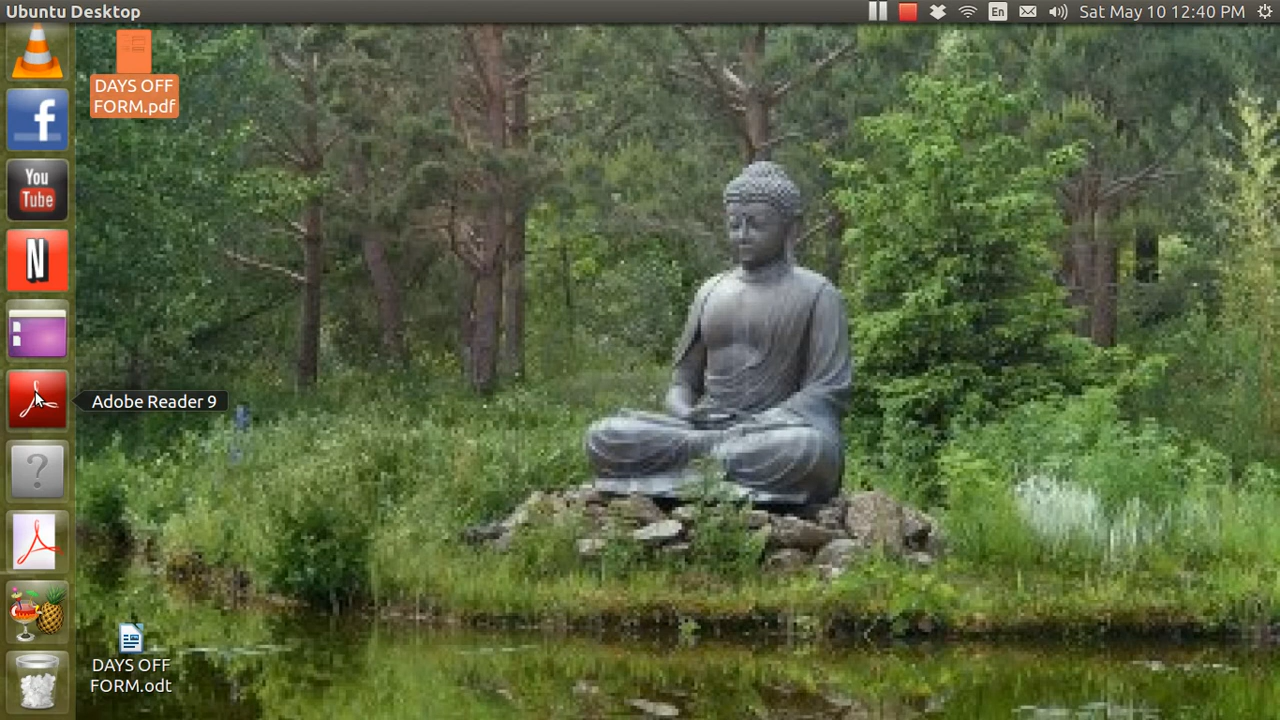 Ubuntu Desktop
En
Sat May 10 12:40 PM
DAYS OFF
FORM.pdf
f
You
Tube
N
Adobe Reader 9
?
DAYS OFF
FORM.odt